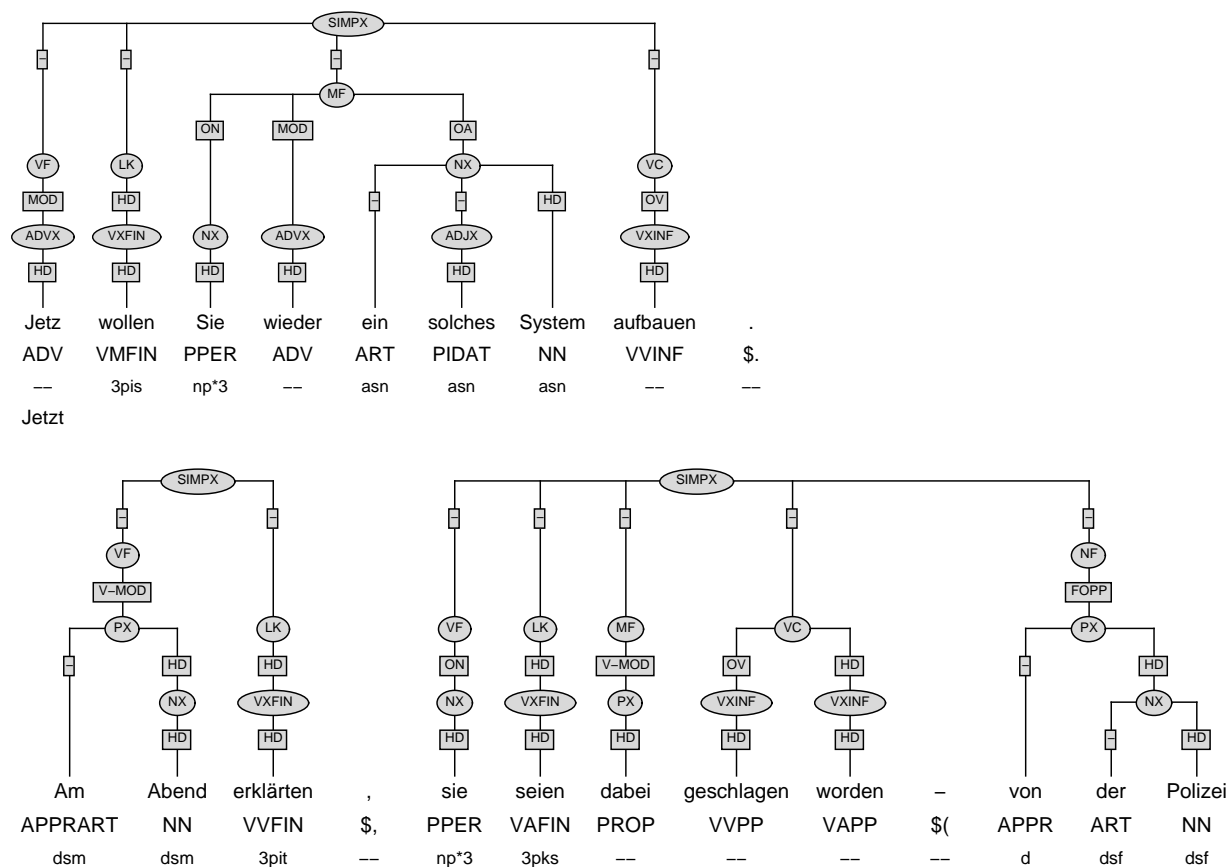 SIMPX
– – – –
MF
ON MOD OA
VF LK NX VC
MOD HD – – HD OV
ADVX VXFIN NX ADVX ADJX VXINF
HD HD HD HD HD HD
Jetz wollen Sie wieder ein solches System aufbauen .
ADV VMFIN PPER ADV ART PIDAT NN VVINF $.
–– 3pis np*3 –– asn asn asn –– ––
Jetzt
SIMPX SIMPX
– – – – – – –
VF NF
V–MOD FOPP
PX LK VF LK MF VC PX
– HD HD ON HD V–MOD OV HD – HD
NX VXFIN NX VXFIN PX VXINF VXINF NX
HD HD HD HD HD HD HD – HD
Am Abend erklärten , sie seien dabei geschlagen worden – von der Polizei
APPRART NN VVFIN $, PPER VAFIN PROP VVPP VAPP $( APPR ART NN
dsm dsm 3pit –– np*3 3pks –– –– –– –– d dsf dsf